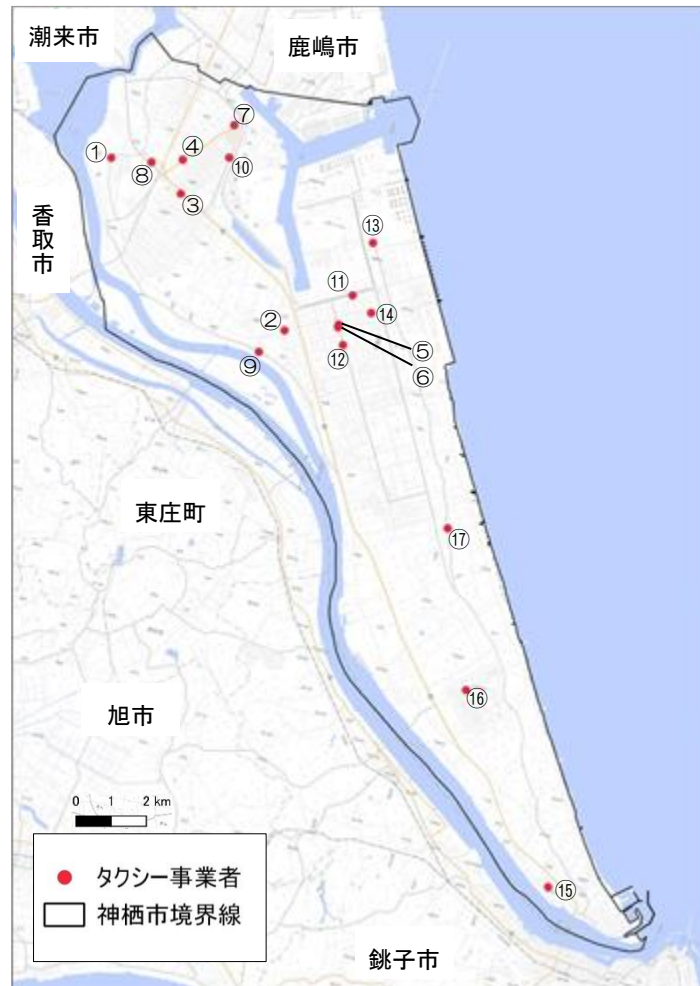 潮来市
鹿嶋市
⑦
①
⑧
④
⑩
③
香取市
⑬
⑪
②
⑭
⑤
⑨
⑫
⑥
東庄町
⑰
⑯
旭市
0 1 2 km
⑮
タクシー事業者
神栖市境界線
銚子市